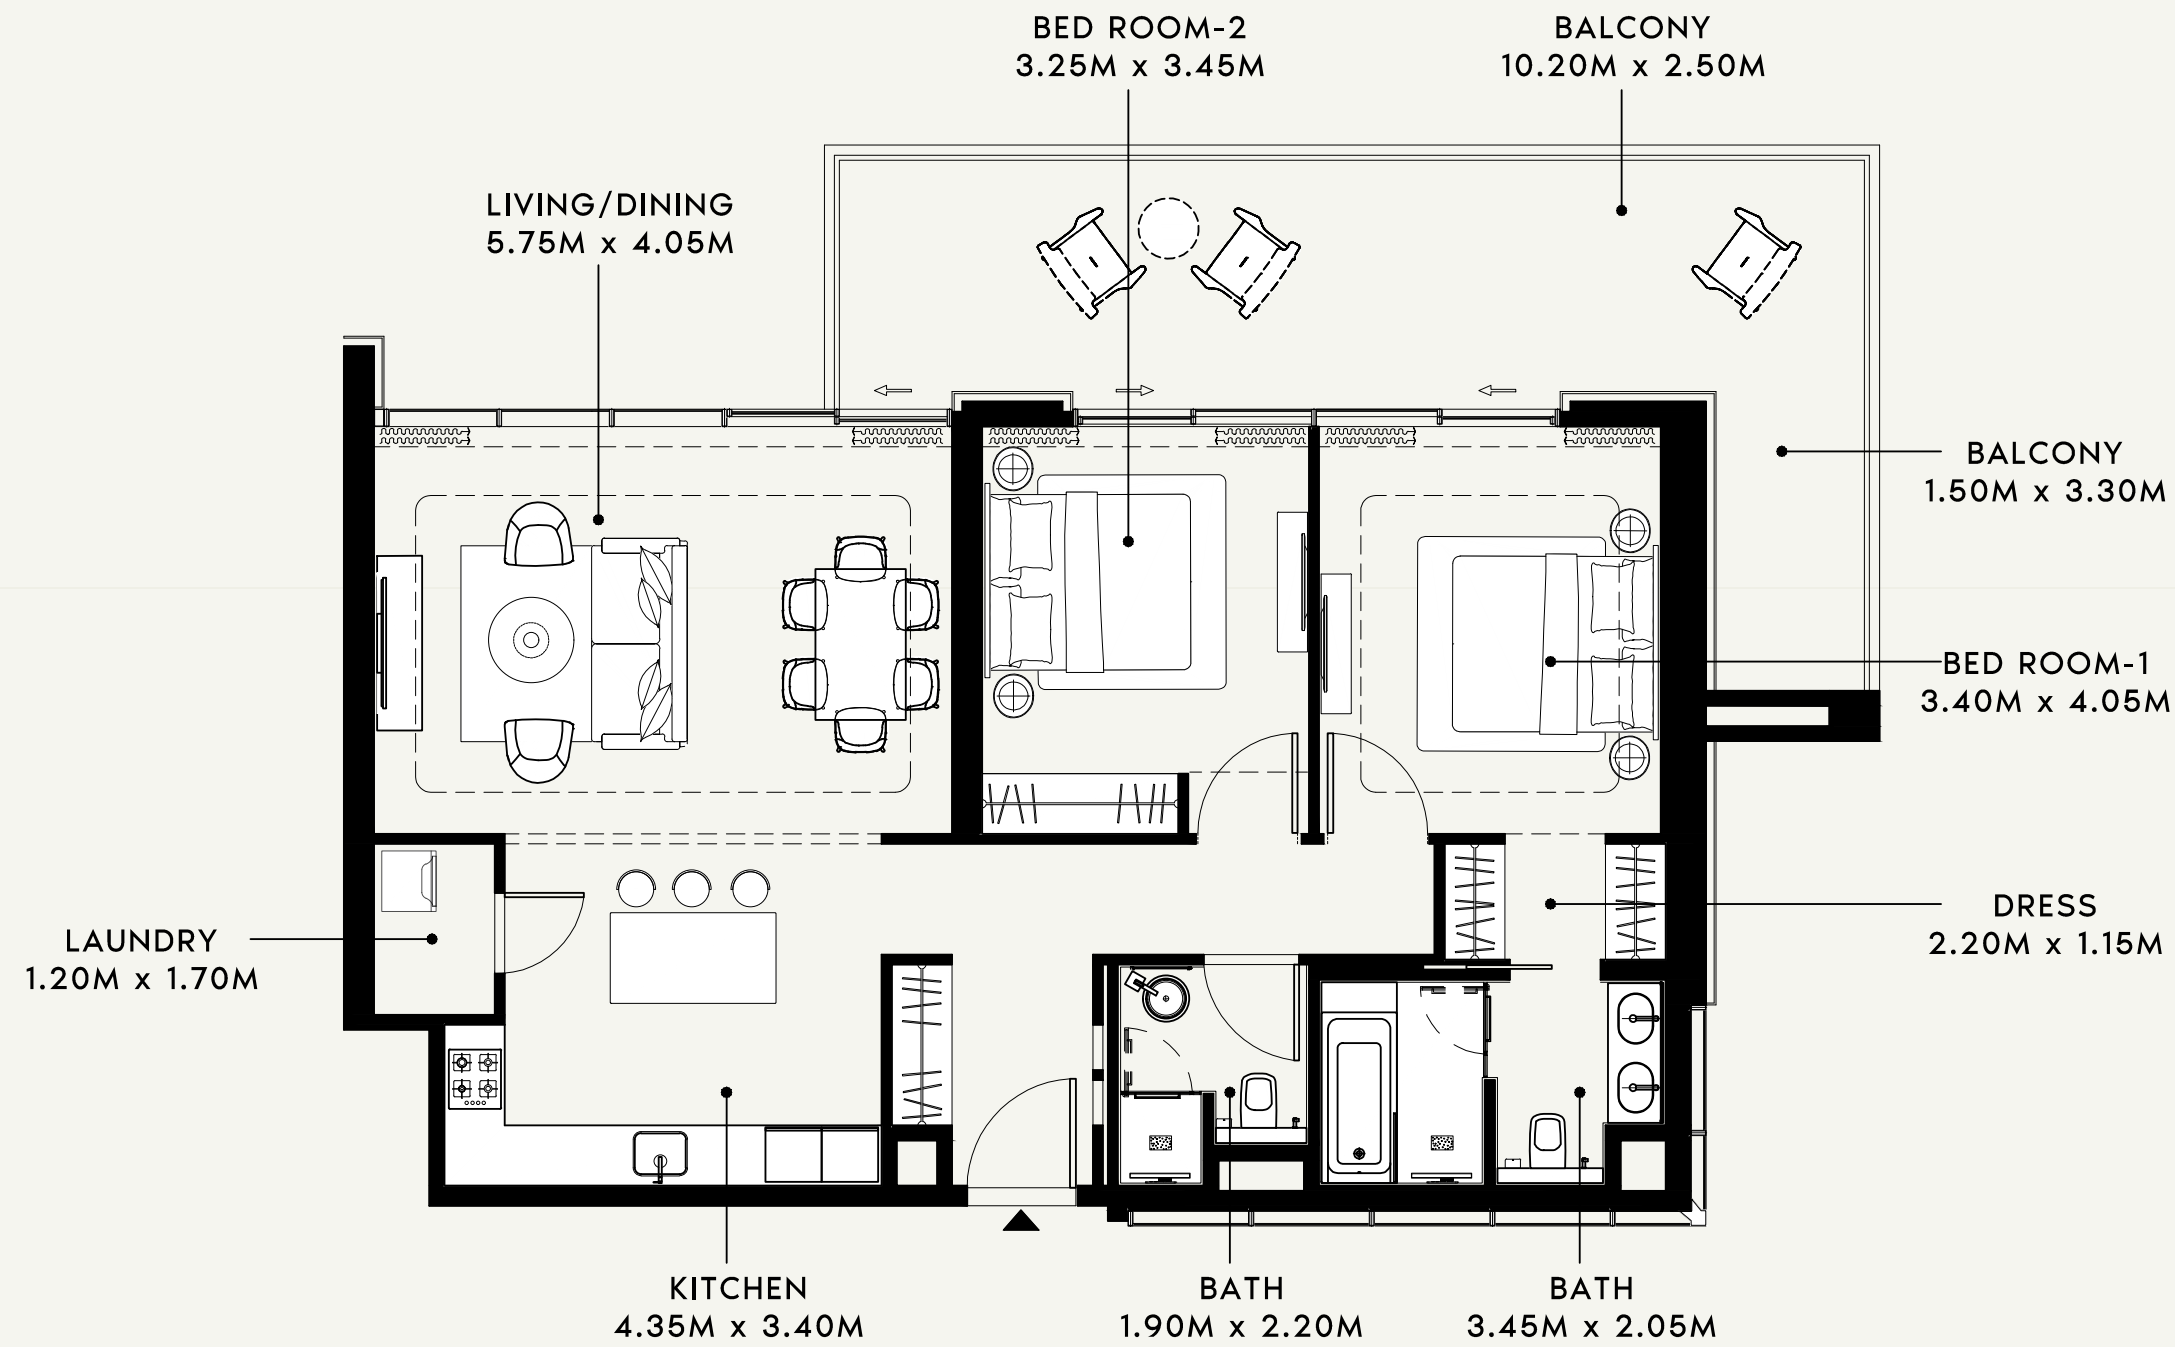 BED ROOM-2
3.25M x 3.45M
BALCONY
10.20M x 2.50M
LIVING/DINING
5.75M x 4.05M
BALCONY
1.50M x 3.30M
BED ROOM-1
3.40M x 4.05M
DRESS
2.20M x 1.15M
LAUNDRY
1.20M x 1.70M
KITCHEN
4.35M x 3.40M
BATH
1.90M x 2.20M
BATH
3.45M x 2.05M